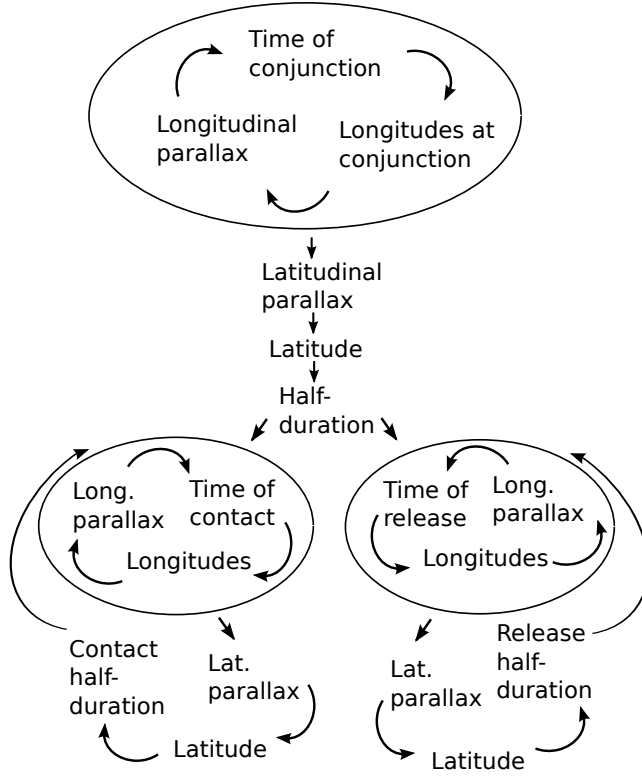 Time of
conjunction
Longitudinal
parallax
Longitudes at
conjunction
Latitudinal
parallax
Latitude
Half-
duration
Long.
parallax
Time of
contact
Longitudes
Time of
release
Long.
parallax
Longitudes
Contact
half-
duration
Lat.
parallax
Latitude
Lat.
parallax
Release
half-
duration
Latitude